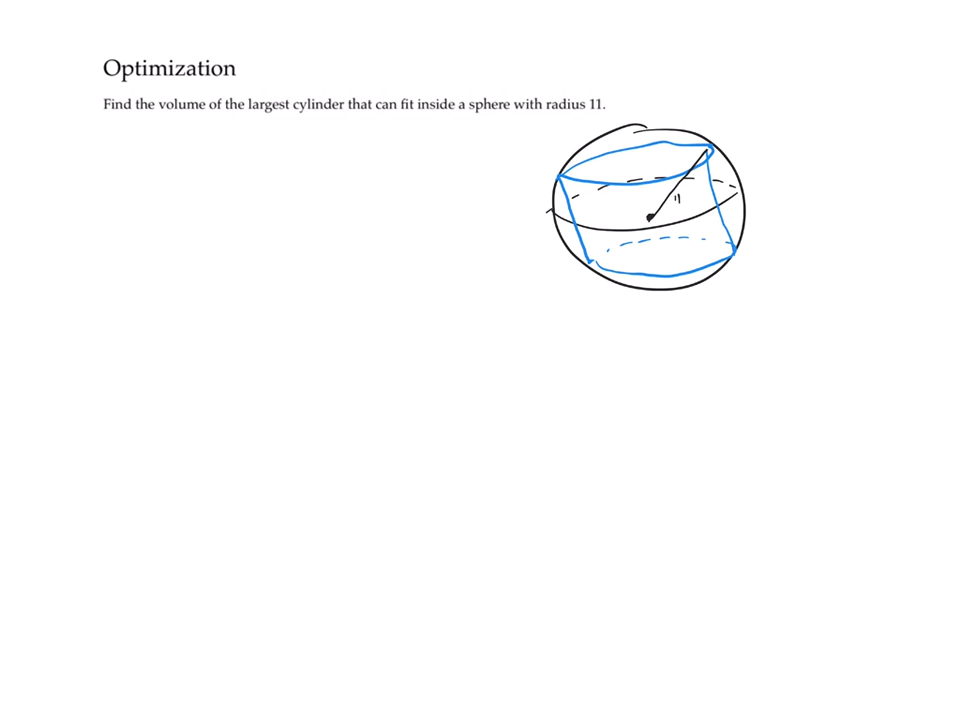 Optimization
Find the volume of the largest cylinder that can fit inside a sphere with radius 11.
11